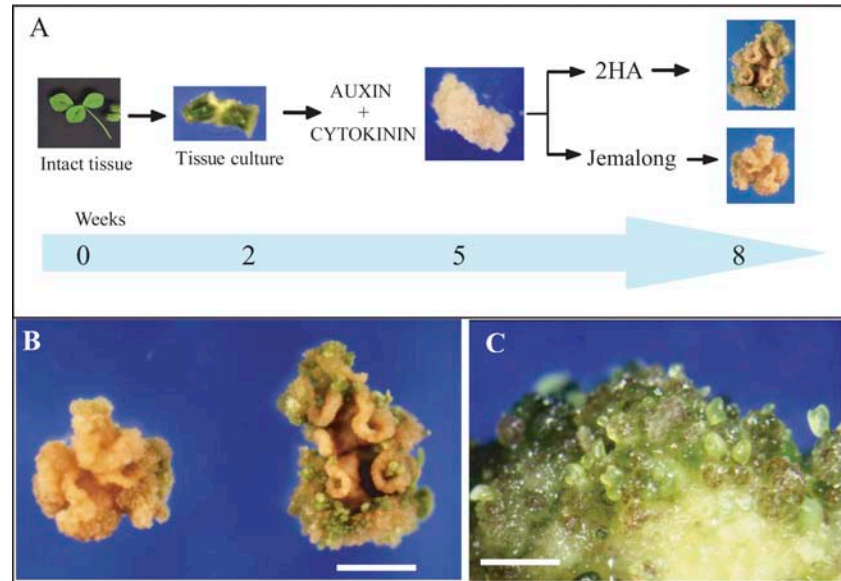 A
AUXIN
+
CYTOKININ
2HA
Jemalong
Intact tissue
Tissue culture
Weeks
0 2 5 8
B
C